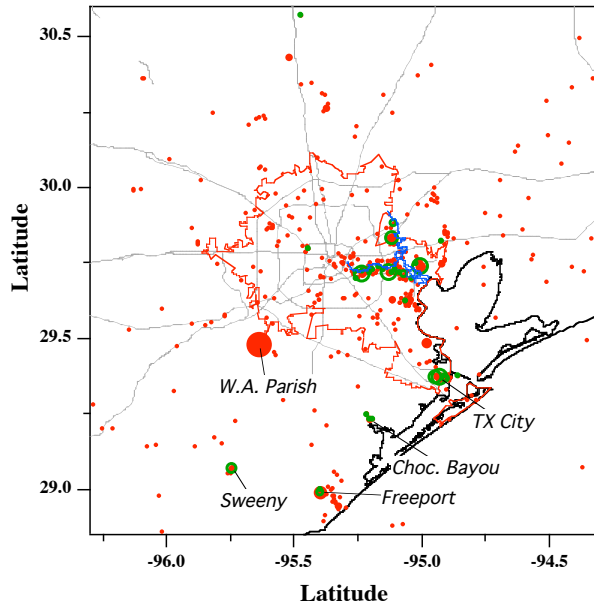 30.5
30.0
29.5
29.0
Latitude
W.A. Parish
TX City
Choc. Bayou
Sweeny
Freeport
-96.0
-95.5
-95.0
-94.5
Latitude